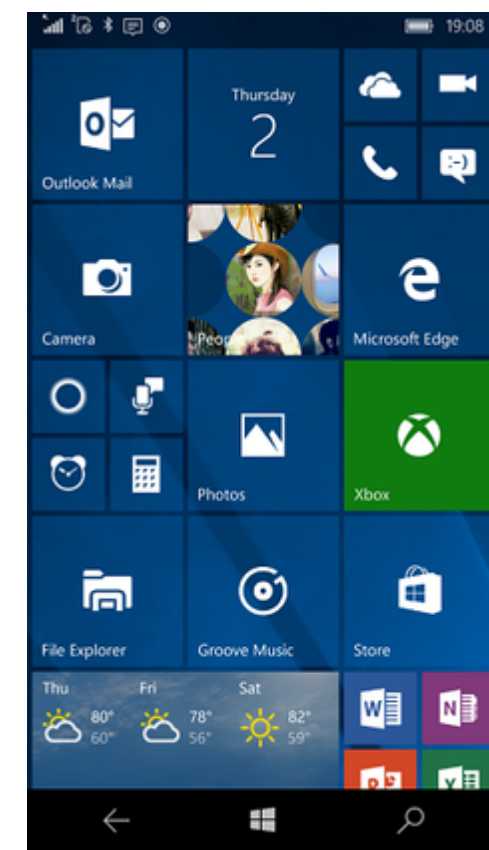 19:08
Thursday
2
Outlook Mail
:-)
Camera
People
Microsoft Edge
Photos
Xbox
File Explorer
Groove Music
Store
Thu Fri Sat
80° 78° 82°
60° 56° 59°
W N
P X